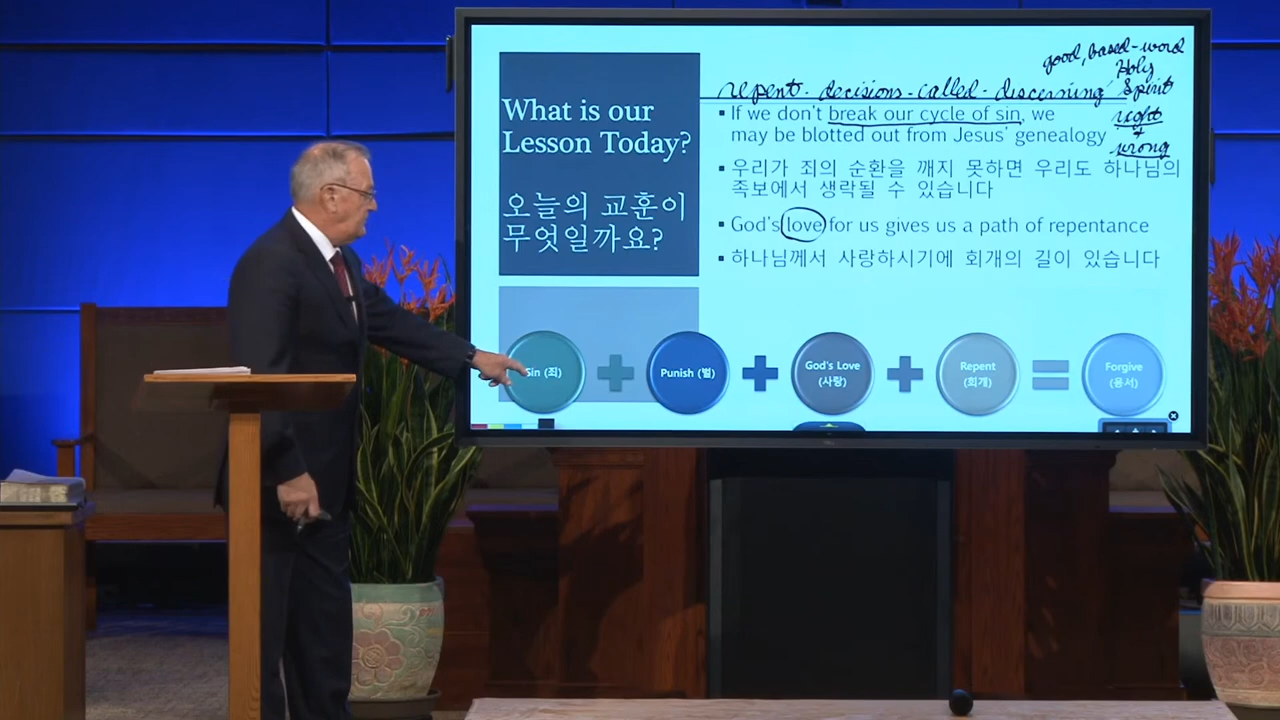 What is our
Lesson Today?
오늘의 교훈이
무엇일까요?
good, based-word
Holy
Spirit
right
+
wrong
repent - decisions - called - discerning
▪ If we don't break our cycle of sin, we
may be blotted out from Jesus' genealogy
▪ 우리가 죄의 순환을 깨지 못하면 우리도 하나님의
족보에서 생략될 수 있습니다
▪ God's love for us gives us a path of repentance
▪ 하나님께서 사랑하시기에 회개의 길이 있습니다
Sin (죄)
+
Punish (벌)
+
God's Love
(사랑)
+
Repent
(회개)
=
Forgive
(용서)